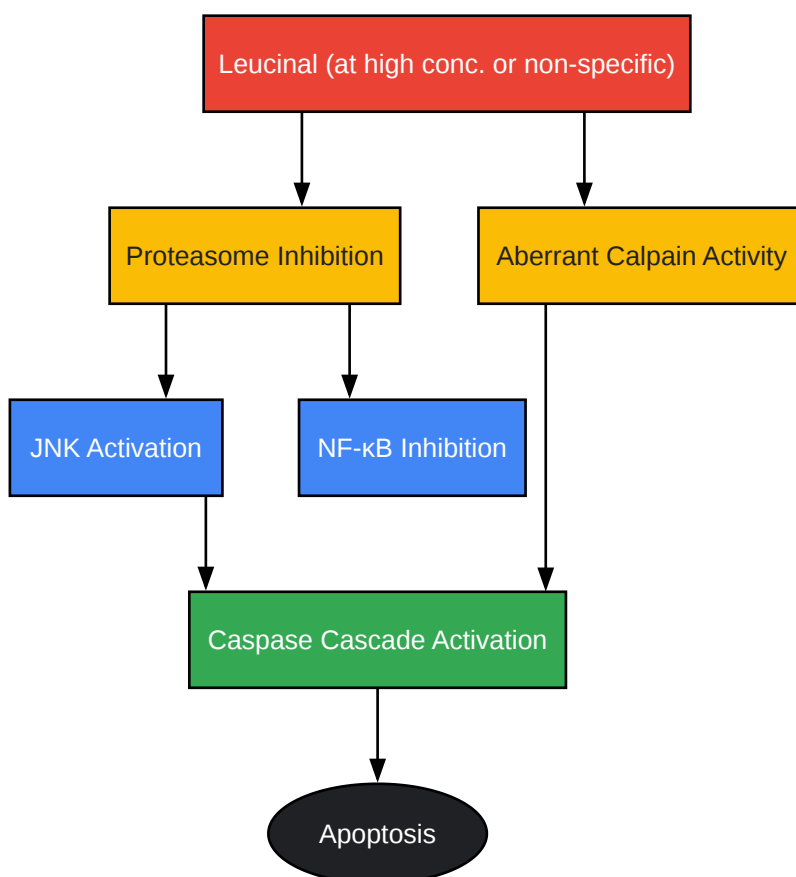 Leucinal (at high conc. or non-specific)
Proteasome Inhibition
Aberrant Calpain Activity
JNK Activation
NF-κB Inhibition
Caspase Cascade Activation
Apoptosis